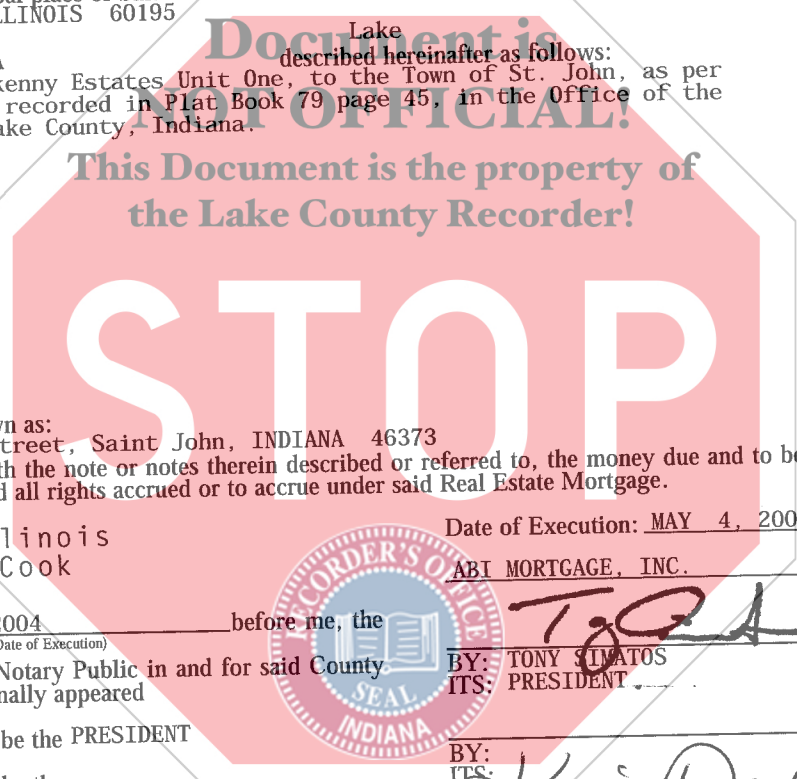 LLINOIS 60195
Lake
described hereinafter as follows:
kenny Estates Unit One, to the Town of St. John, as per
recorded in Plat Book 79 page 45, in the Office of the
ake County, Indiana.
Document is
NOT OFFICIAL!
This Document is the property of
the Lake County Recorder!
STOP
wn as:
treet, Saint John, INDIANA 46373
th the note or notes therein described or referred to, the money due and to be
d all rights accrued or to accrue under said Real Estate Mortgage.
linois
Cook
Date of Execution: MAY 4, 200
ABI MORTGAGE, INC.
2004 before me, the
Date of Execution)
Notary Public in and for said County
nally appeared
BY: TONY SIMATOS
ITS: PRESIDENT
be the PRESIDENT
BY:
ITS:
RECORDER'S OFFICE
SEAL
INDIANA